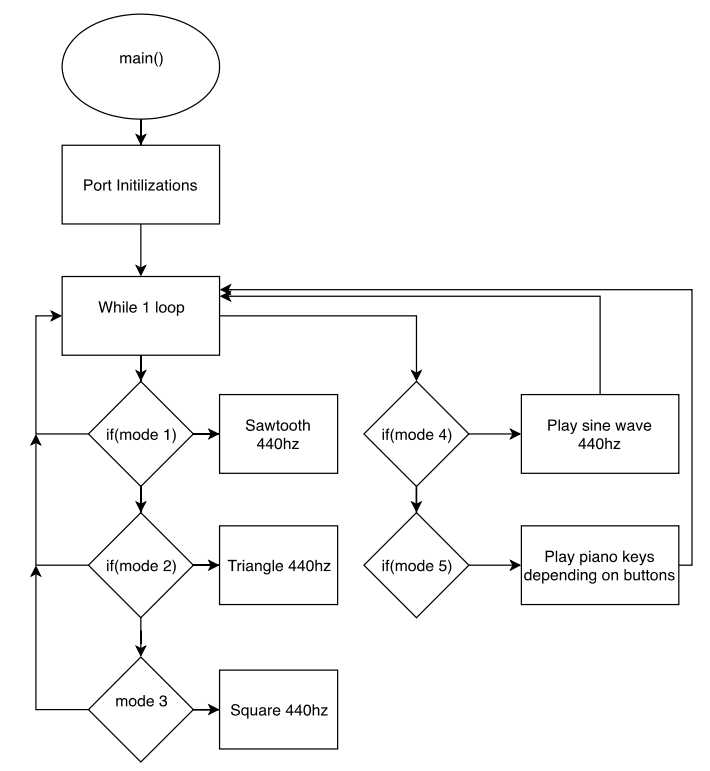 main()
Port Initilizations
While 1 loop
if(mode 1)
Sawtooth
440hz
if(mode 4)
Play sine wave
440hz
if(mode 2)
Triangle 440hz
if(mode 5)
Play piano keys
depending on buttons
mode 3
Square 440hz